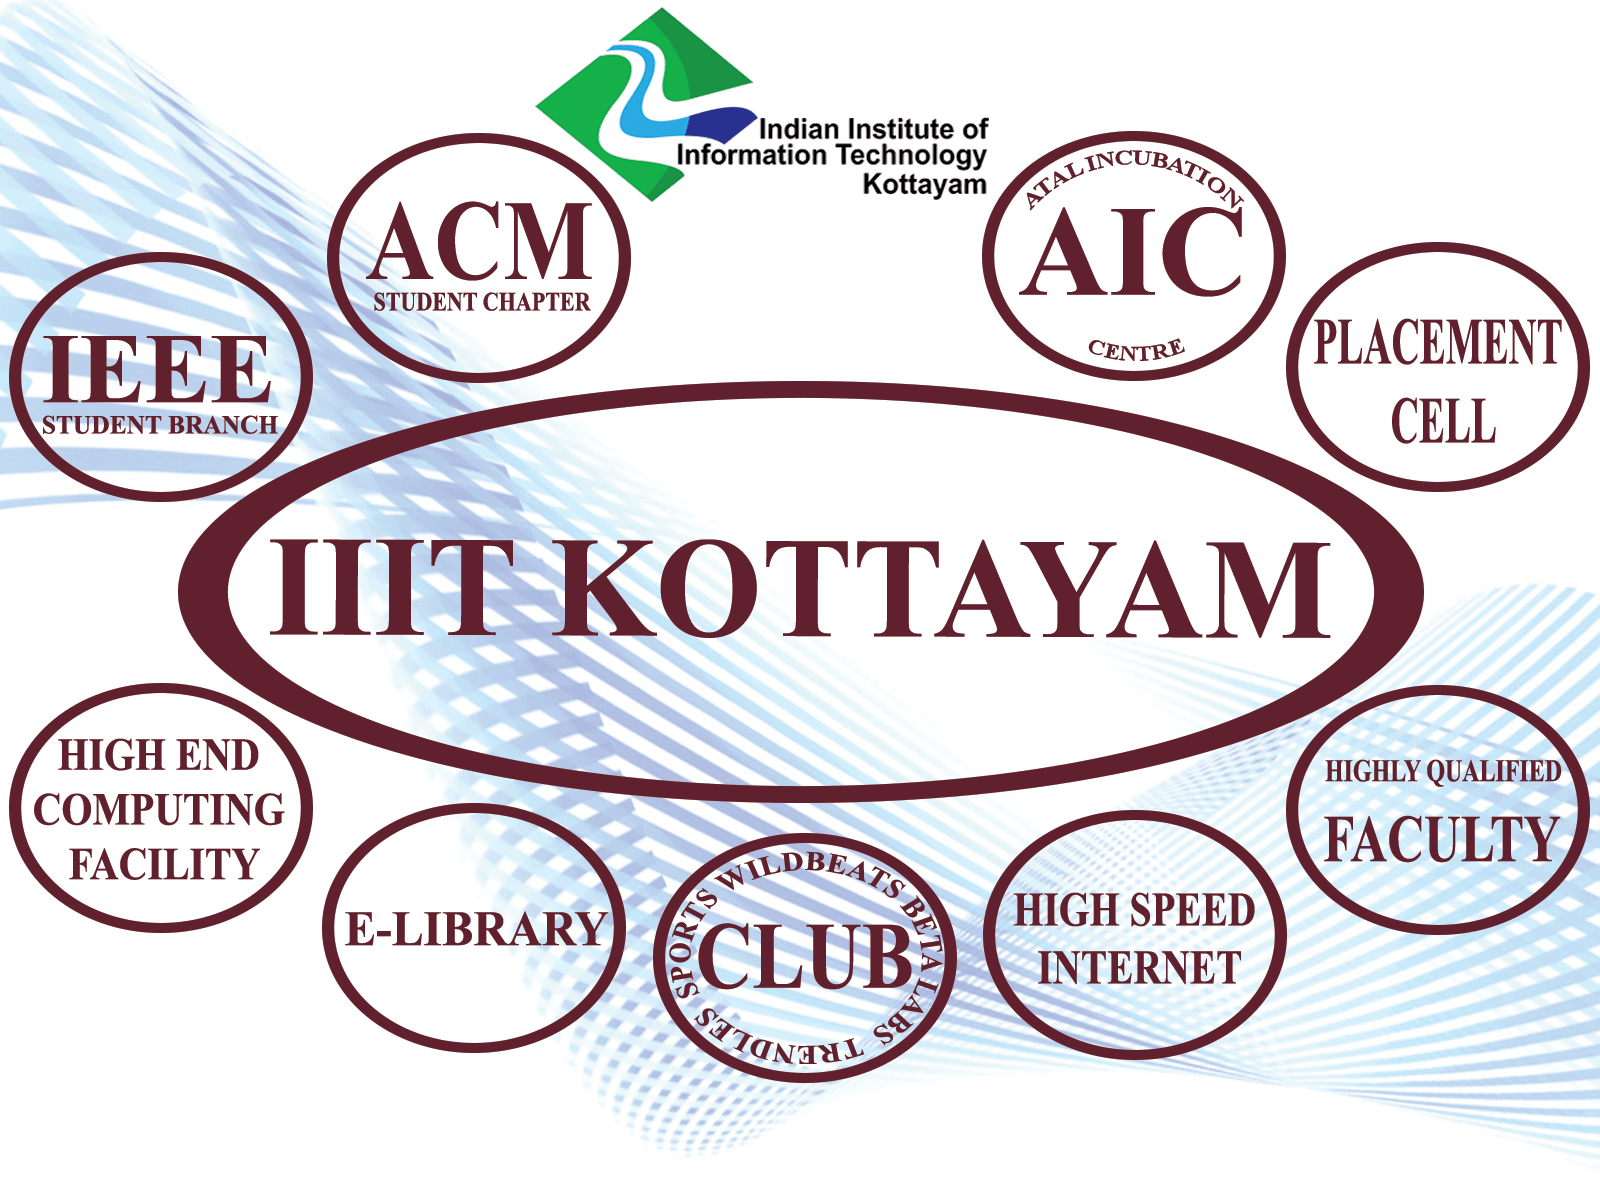 Indian Institute of
Information Technology
Kottayam
ACM
STUDENT CHAPTER
ATAL INCUBATION
AIC
CENTRE
IEEE
STUDENT BRANCH
PLACEMENT
CELL
IIIT KOTTAYAM
HIGH END
COMPUTING
FACILITY
HIGHLY QUALIFIED
FACULTY
E-LIBRARY
SPORTS WILDBEATS BETA LABS TRENDLES
CLUB
HIGH SPEED
INTERNET